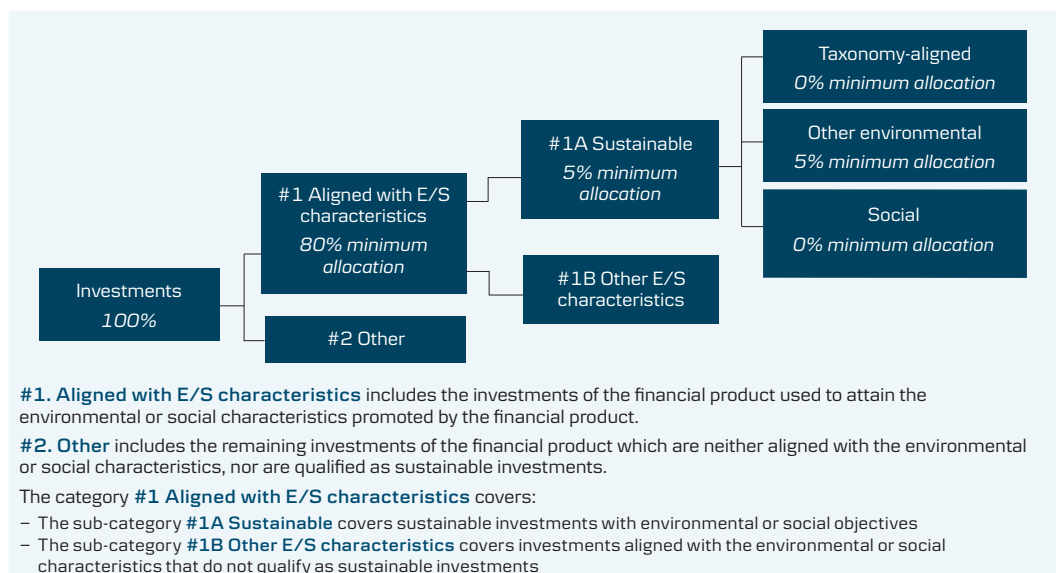 Taxonomy-aligned
0% minimum allocation
Other environmental
5% minimum allocation
Social
0% minimum allocation
#1A Sustainable
5% minimum
allocation
#1B Other E/S
characteristics
#1 Aligned with E/S
characteristics
80% minimum
allocation
#2 Other
Investments
100%
#1. Aligned with E/S characteristics includes the investments of the financial product used to attain the
environmental or social characteristics promoted by the financial product.
#2. Other includes the remaining investments of the financial product which are neither aligned with the environmental
or social characteristics, nor are qualified as sustainable investments.
The category #1 Aligned with E/S characteristics covers:
– The sub-category #1A Sustainable covers sustainable investments with environmental or social objectives
– The sub-category #1B Other E/S characteristics covers investments aligned with the environmental or social
characteristics that do not qualify as sustainable investments